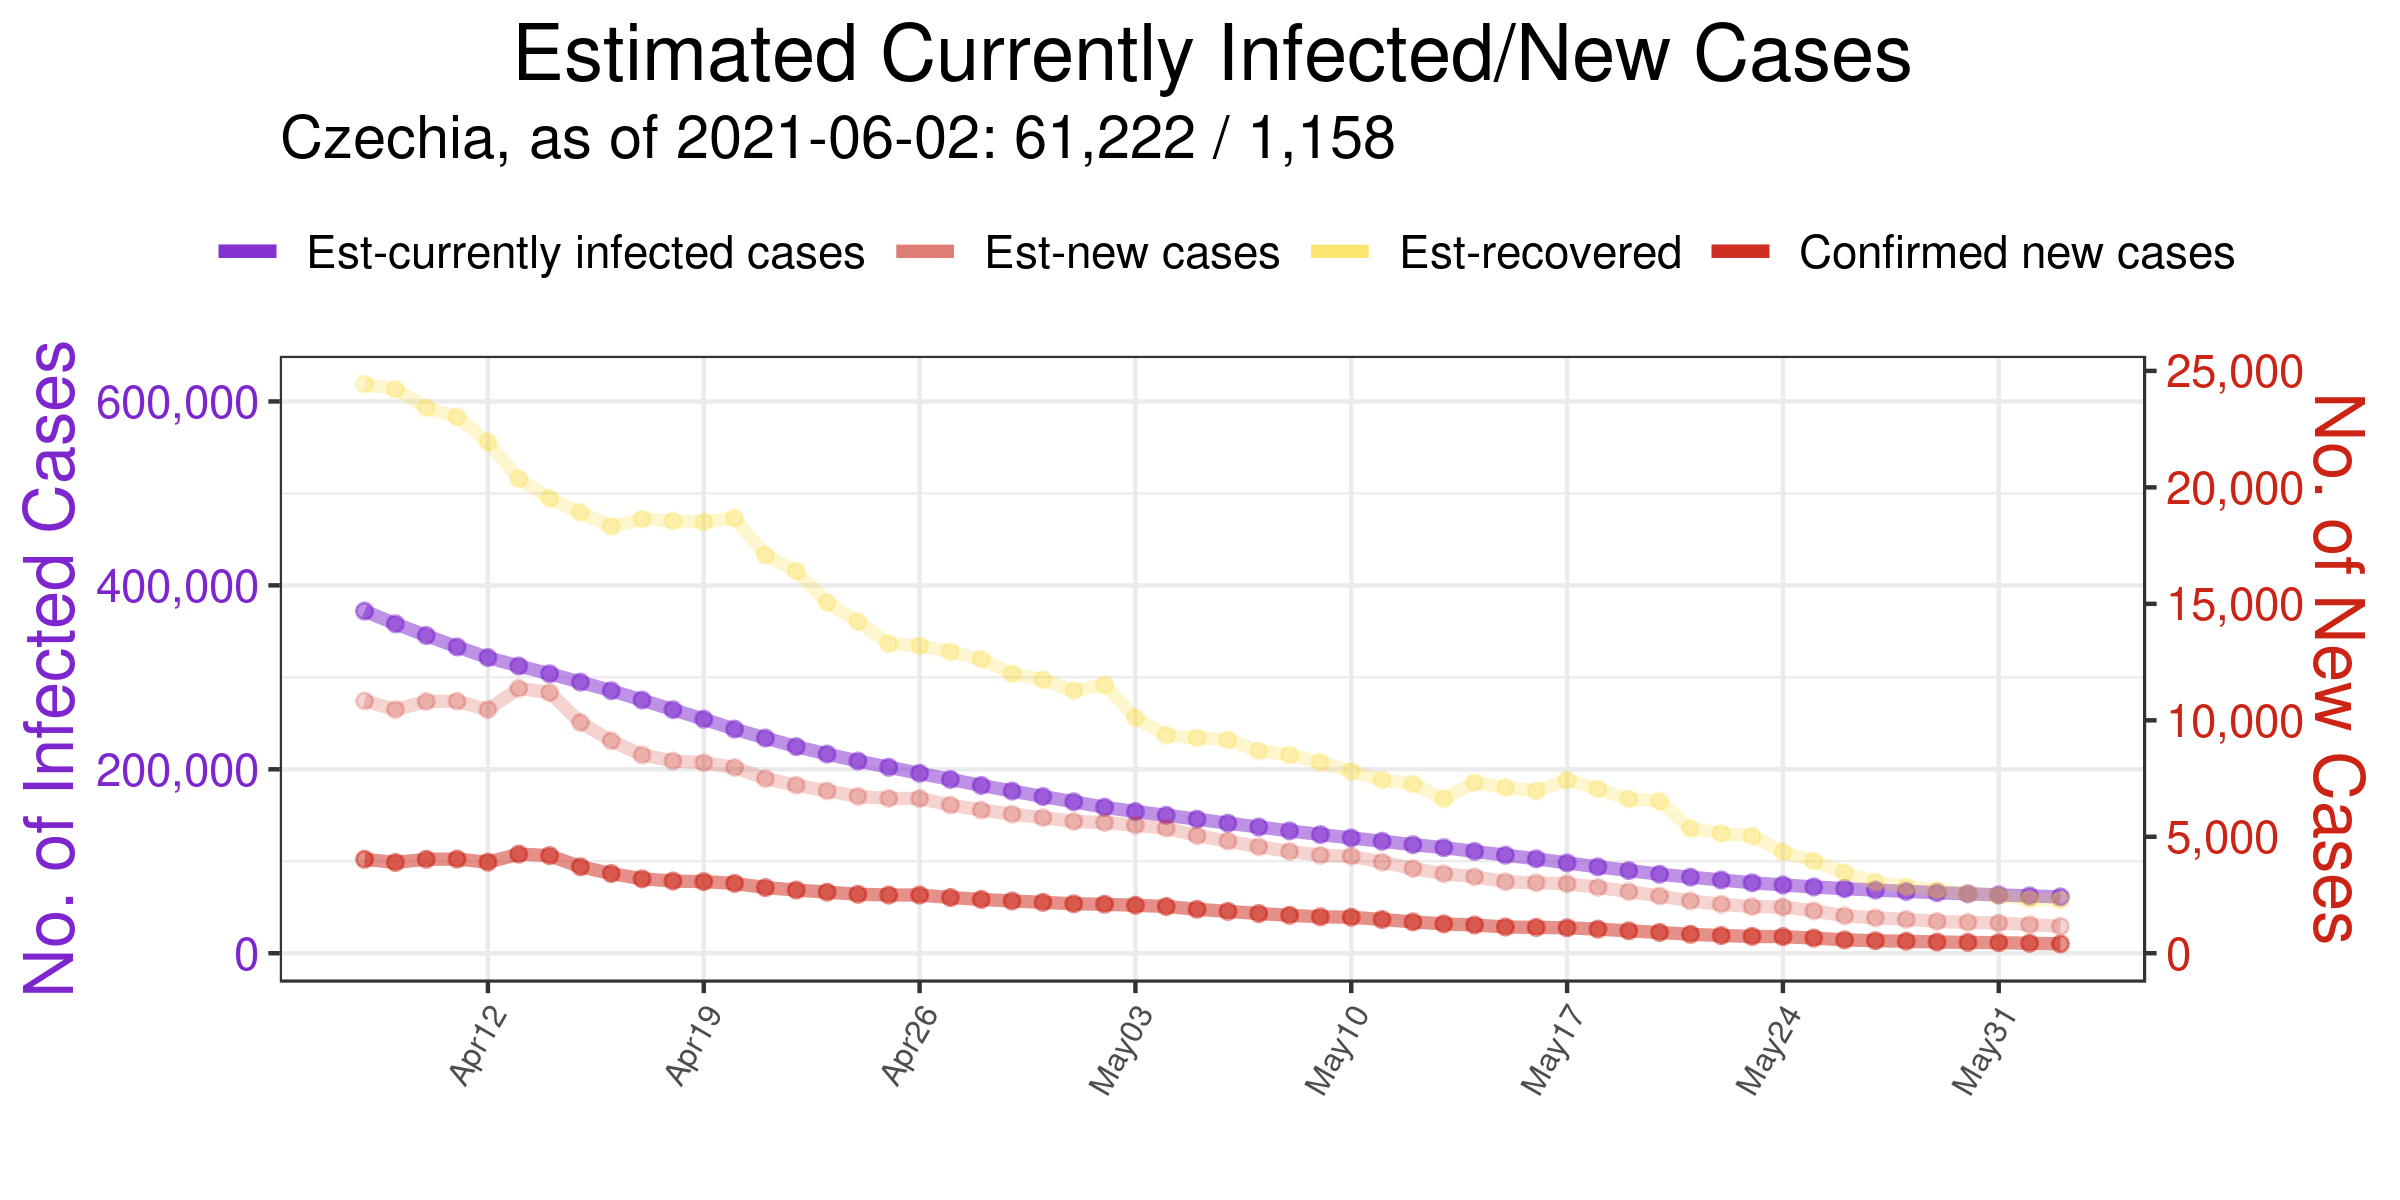 Estimated Currently Infected/New Cases
Czechia, as of 2021-06-02: 61,222 / 1,158
Est-currently infected cases Est-new cases Est-recovered Confirmed new cases
No. of Infected Cases
600,000
400,000
200,000
0
25,000
20,000
15,000
10,000
5,000
0
No. of New Cases
Apr12 Apr19 Apr26 May03 May10 May17 May24 May31